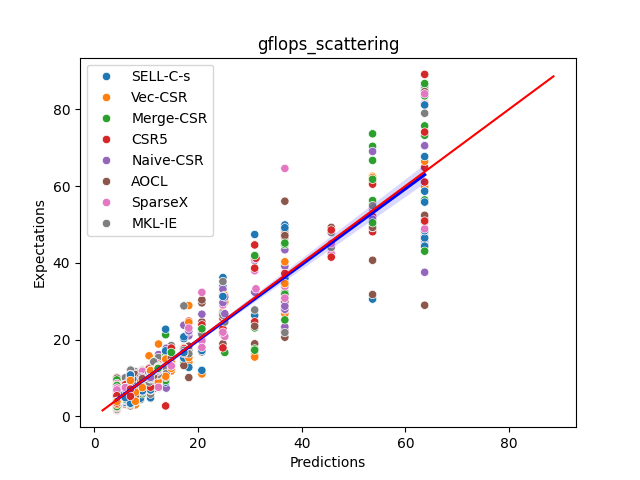 gflops_scattering
SELL-C-s
Vec-CSR
Merge-CSR
CSR5
Naive-CSR
AOCL
SparseX
MKL-IE
Expectations
80
60
40
20
0
0 20 40 60 80
Predictions